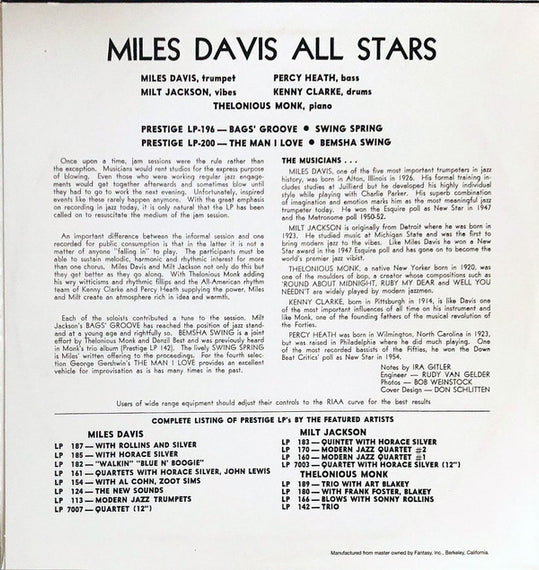 MILES DAVIS ALL STARS
MILES DAVIS, trumpet PERCY HEATH, bass
MILT JACKSON, vibes KENNY CLARKE, drums
THELONIOUS MONK, piano
PRESTIGE LP-196 — BAGS' GROOVE ● SWING SPRING
PRESTIGE LP-200 — THE MAN I LOVE ● BEMSHA SWING
Once upon a time, jam sessions were the rule rather than
the exception. Musicians would rent studios for the express purpose
of blowing. Even those who were working regular jazz engage-
ments would get together afterwards and sometimes blow until
they had to go to work the next evening. Unfortunately, inspired
events like these rarely happen anymore. With the great emphasis
on recording in jazz today, it is only natural that the LP has been
called on to resuscitate the medium of the jam session.
An important difference between the informal session and one
recorded for public consumption is that in the latter it is not a
matter of anyone "falling in" to play. The participants must be
able to sustain melodic, harmonic and rhythmic interest for more
than one chorus. Miles Davis and Milt Jackson not only do this but
they get better as they go along. With Thelonious Monk adding
his wry witticisms and rhythmic fillips and the All-American rhythm
team of Kenny Clarke and Percy Heath supplying the power, Miles
and Milt create an atmosphere rich in idea and warmth.
Each of the soloists contributed a tune to the session. Milt
Jackson's BAGS' GROOVE has reached the position of jazz stand-
and at a young age and rightfully so. BEMSHA SWING is a joint
effort by Thelonious Monk and Denzil Best and was previously heard
in Monk's trio album (Prestige LP 142). The lively SWING SPRING
is Miles' written offering to the proceedings. For the fourth selec-
tion George Gershwin's THE MAN I LOVE provides an excellent
vehicle for improvisation as it has many times in the past.
THE MUSICIANS . . .
MILES DAVIS, one of the five most important trumpeters in jazz
history, was born in Alton, Illinois in 1926. His formal training in-
cludes studies at Juilliard but he developed his highly individual
style while playing with Charlie Parker. His superb combination
of imagination and emotion marks him as the most meaningful jazz
trumpeter today. He won the Esquire poll as New Star in 1947
and the Metronome poll 1950-52.
MILT JACKSON is originally from Detroit where he was born in
1923. He studied music at Michigan State and was the first to
bring modern jazz to the vibes. Like Miles Davis he won a New
Star award in the 1947 Esquire poll and has gone on to become the
world's premier jazz vibist.
THELONIOUS MONK, a native New Yorker born in 1920, was
one of the moulders of bop, a creator whose compositions such as
'ROUND ABOUT MIDNIGHT, RUBY MY DEAR and WELL YOU
NEEDN'T are widely played by modern jazzmen.
KENNY CLARKE, born in Pittsburgh in 1914, is like Davis one
of the most important influences of all time on his instrument and
like Monk, one of the founding fathers of the musical revolution of
the Forties.
PERCY HEATH was born in Wilmington, North Carolina in 1923,
but was raised in Philadelphia where he did much playing. One
of the most recorded bassists of the Fifties, he won the Down
Beat Critics' poll as New Star in 1954.
Notes by IRA GITLER
Engineer — RUDY VAN GELDER
Photos — BOB WEINSTOCK
Cover Design — DON SCHLITTEN
Users of wide range equipment should adjust their controls to the RIAA curve for the best results
COMPLETE LISTING OF PRESTIGE LP's BY THE FEATURED ARTISTS
MILES DAVIS
LP 187 — WITH ROLLINS AND SILVER
LP 185 — WITH HORACE SILVER
LP 182 — "WALKIN" "BLUE N' BOOGIE"
LP 161 — QUARTETS WITH HORACE SILVER, JOHN LEWIS
LP 154 — WITH AL COHN, ZOOT SIMS
LP 124 — THE NEW SOUNDS
LP 113 — MODERN JAZZ TRUMPETS
LP 7007 — QUARTET (12")
MILT JACKSON
LP 183 — QUINTET WITH HORACE SILVER
LP 170 — MODERN JAZZ QUARTET #2
LP 160 — MODERN JAZZ QUARTET #1
LP 7003 — QUARTET WITH HORACE SILVER (12")
THELONIOUS MONK
LP 189 — TRIO WITH ART BLAKEY
LP 180 — WITH FRANK FOSTER, BLAKEY
LP 166 — BLOWS WITH SONNY ROLLINS
LP 142 — TRIO
Manufactured from master owned by Fantasy, Inc., Berkeley, California.